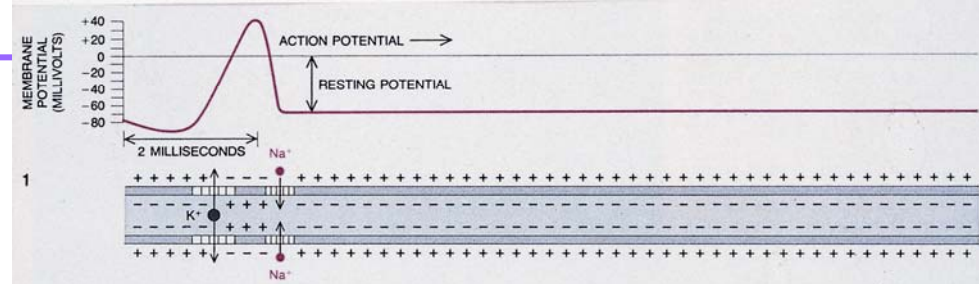 MEMBRANE
POTENTIAL
(MILLIVOLTS)
+40
+20
0
−20
−40
−60
−80
ACTION POTENTIAL
RESTING POTENTIAL
2 MILLISECONDS
Na+
1
+ + + + + + − − − + + + + + + + + + + + + + + + + + + + + + + + + + + + + + + + + + + + + + + + + +
K+
+ + +
+ + +
Na+